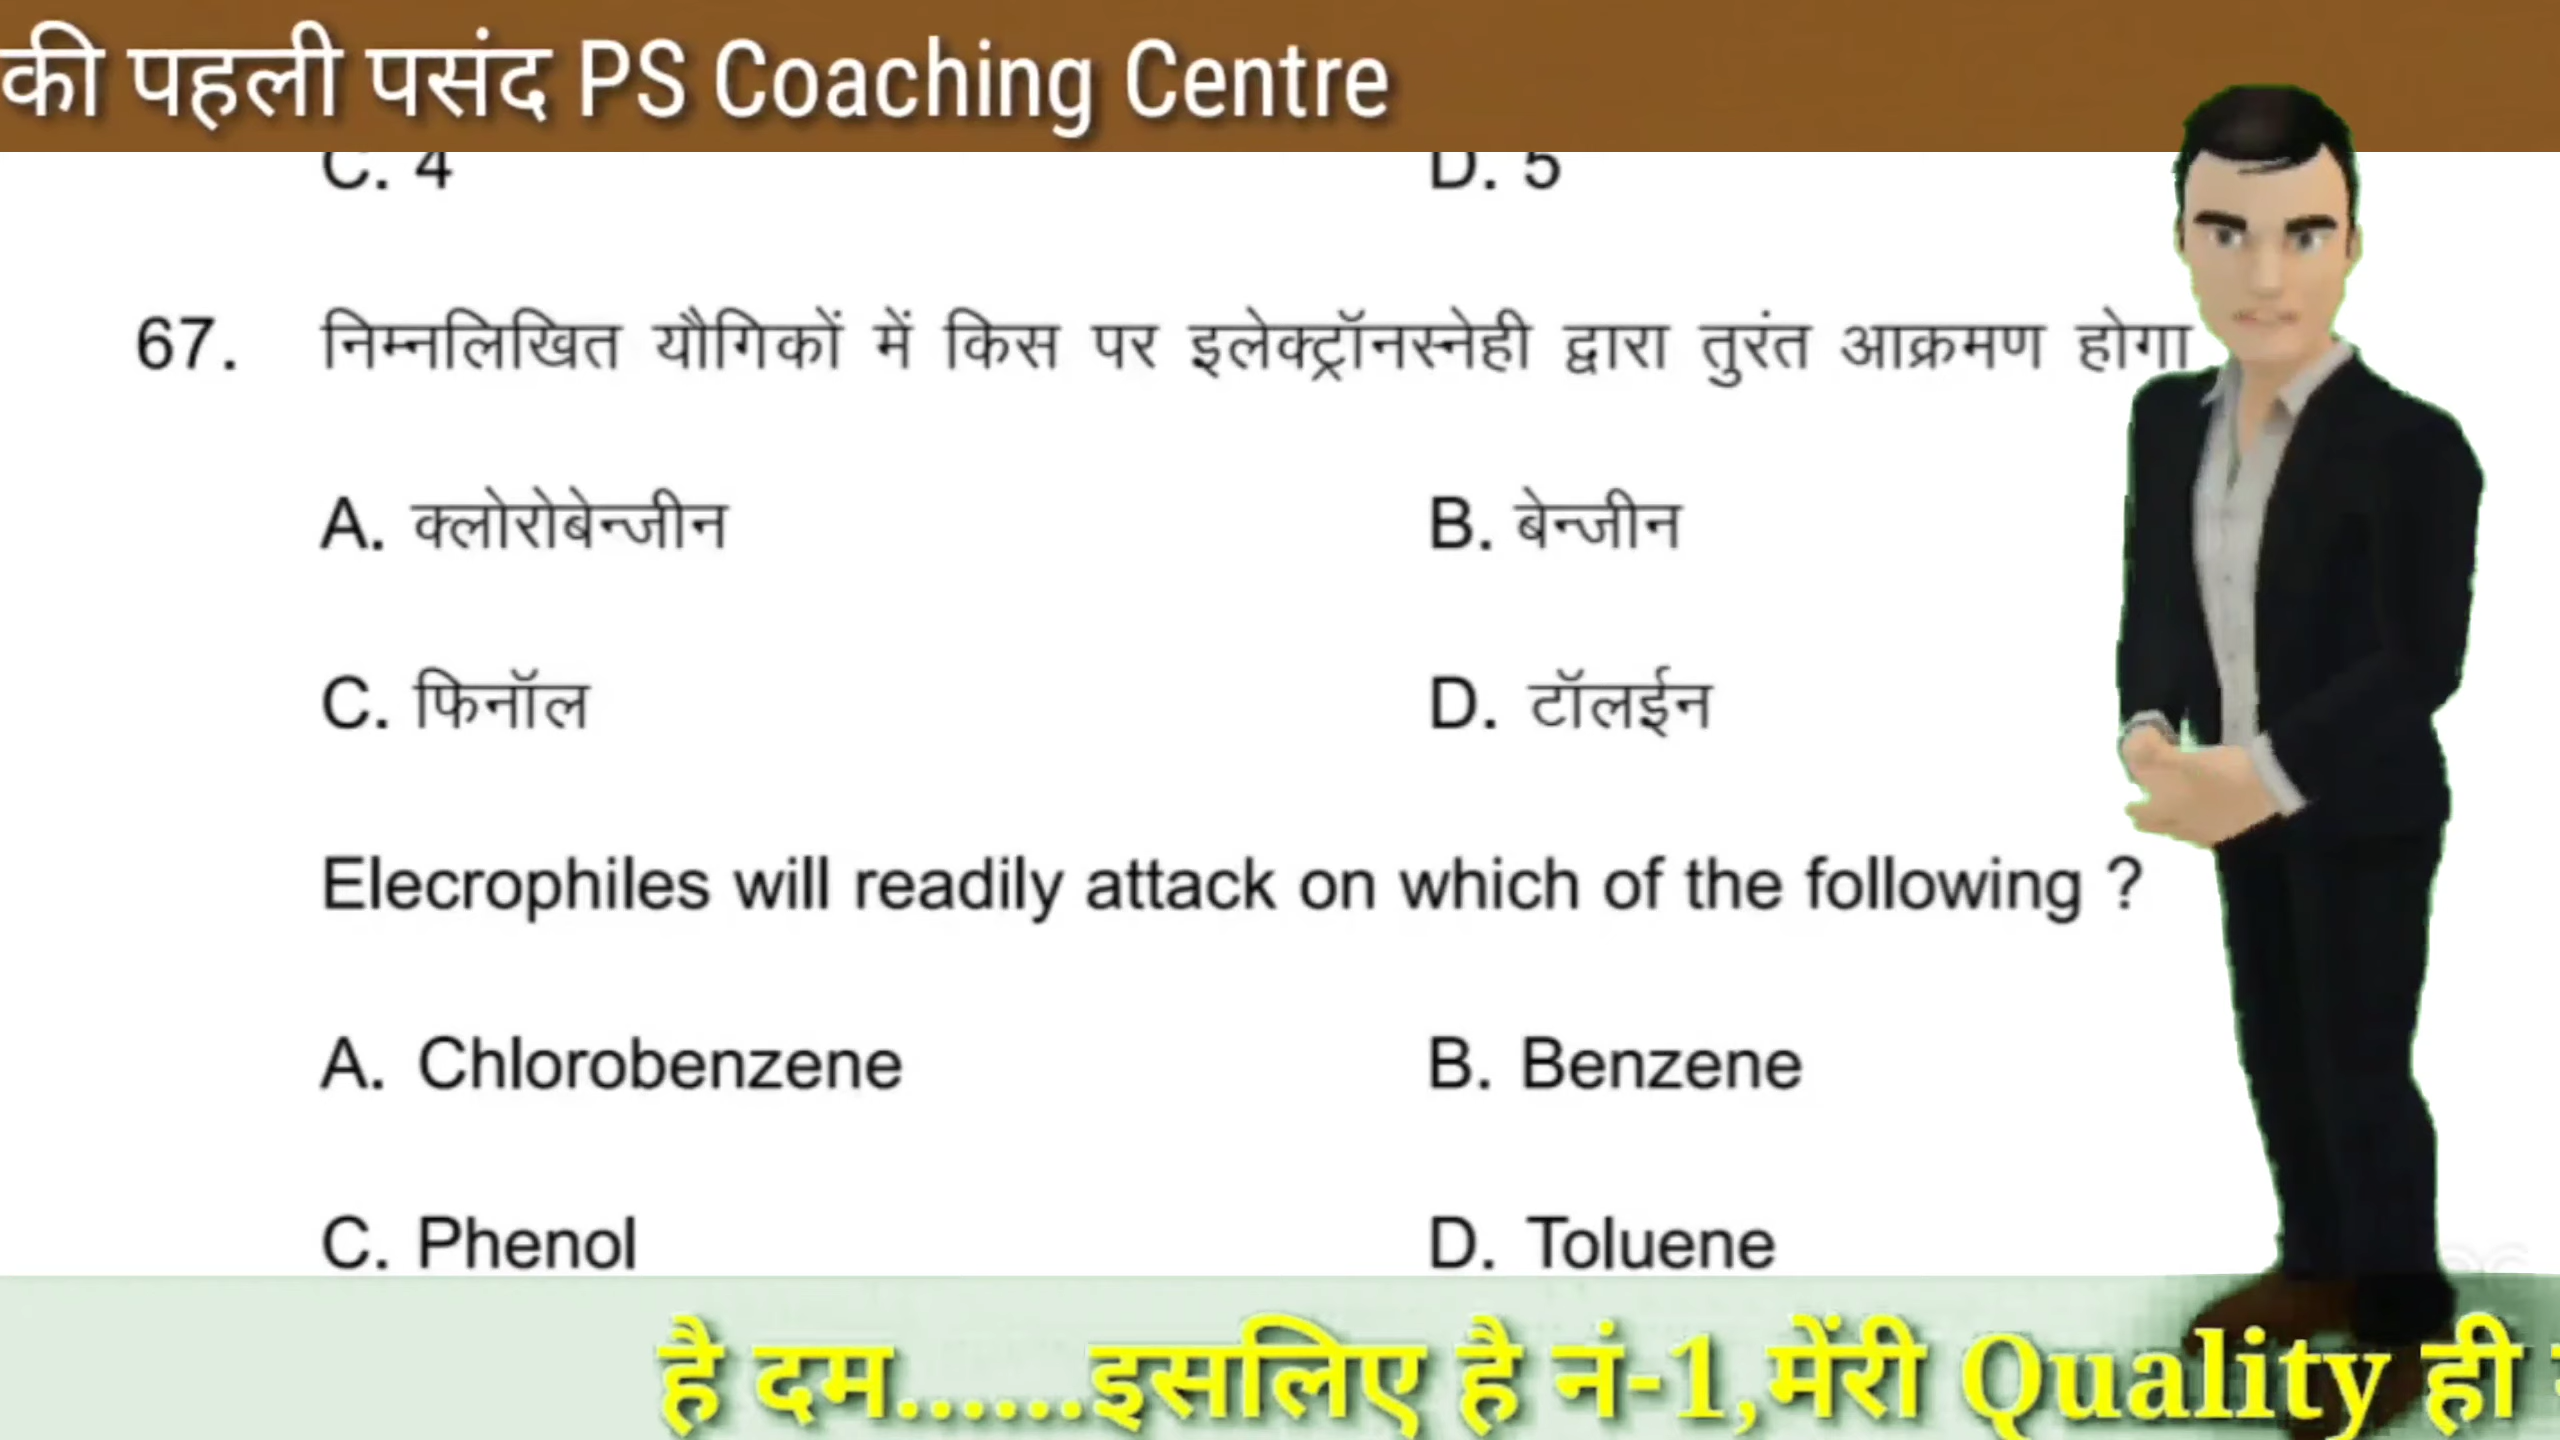 की पहली पसंद PS Coaching Centre
C. 4 D. 5
67. निम्नलिखित यौगिकों में किस पर इलेक्ट्रॉनस्नेही द्वारा तुरंत आक्रमण होगा
A. क्लोरोबेन्जीन B. बेन्जीन
C. फिनॉल D. टॉलईन
Elecrophiles will readily attack on which of the following ?
A. Chlorobenzene B. Benzene
C. Phenol D. Toluene
है दम......इसलिए है नं-1,मेंरी Quality ही